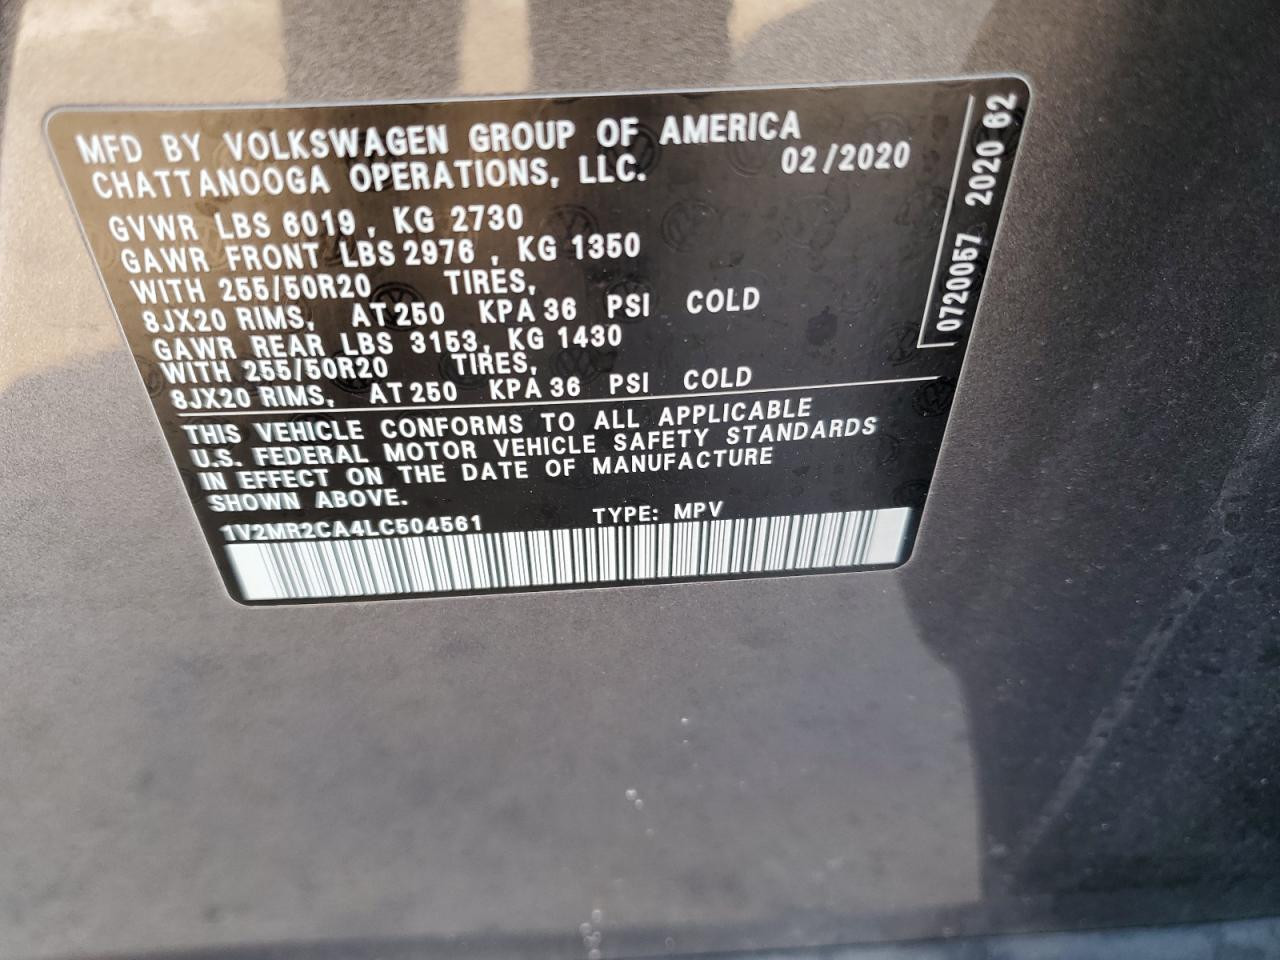 MFD BY VOLKSWAGEN GROUP OF AMERICA
CHATTANOOGA OPERATIONS, LLC. 02/2020
GVWR LBS 6019, KG 2730
GAWR FRONT LBS 2976, KG 1350
WITH 255/50R20 TIRES,
8JX20 RIMS, AT 250 KPA 36 PSI COLD
GAWR REAR LBS 3153, KG 1430
WITH 255/50R20 TIRES,
8JX20 RIMS, AT 250 KPA 36 PSI COLD
THIS VEHICLE CONFORMS TO ALL APPLICABLE
U.S. FEDERAL MOTOR VEHICLE SAFETY STANDARDS
IN EFFECT ON THE DATE OF MANUFACTURE
SHOWN ABOVE.
1V2MR2CA4LC504561 TYPE: MPV
0720057 2020 62